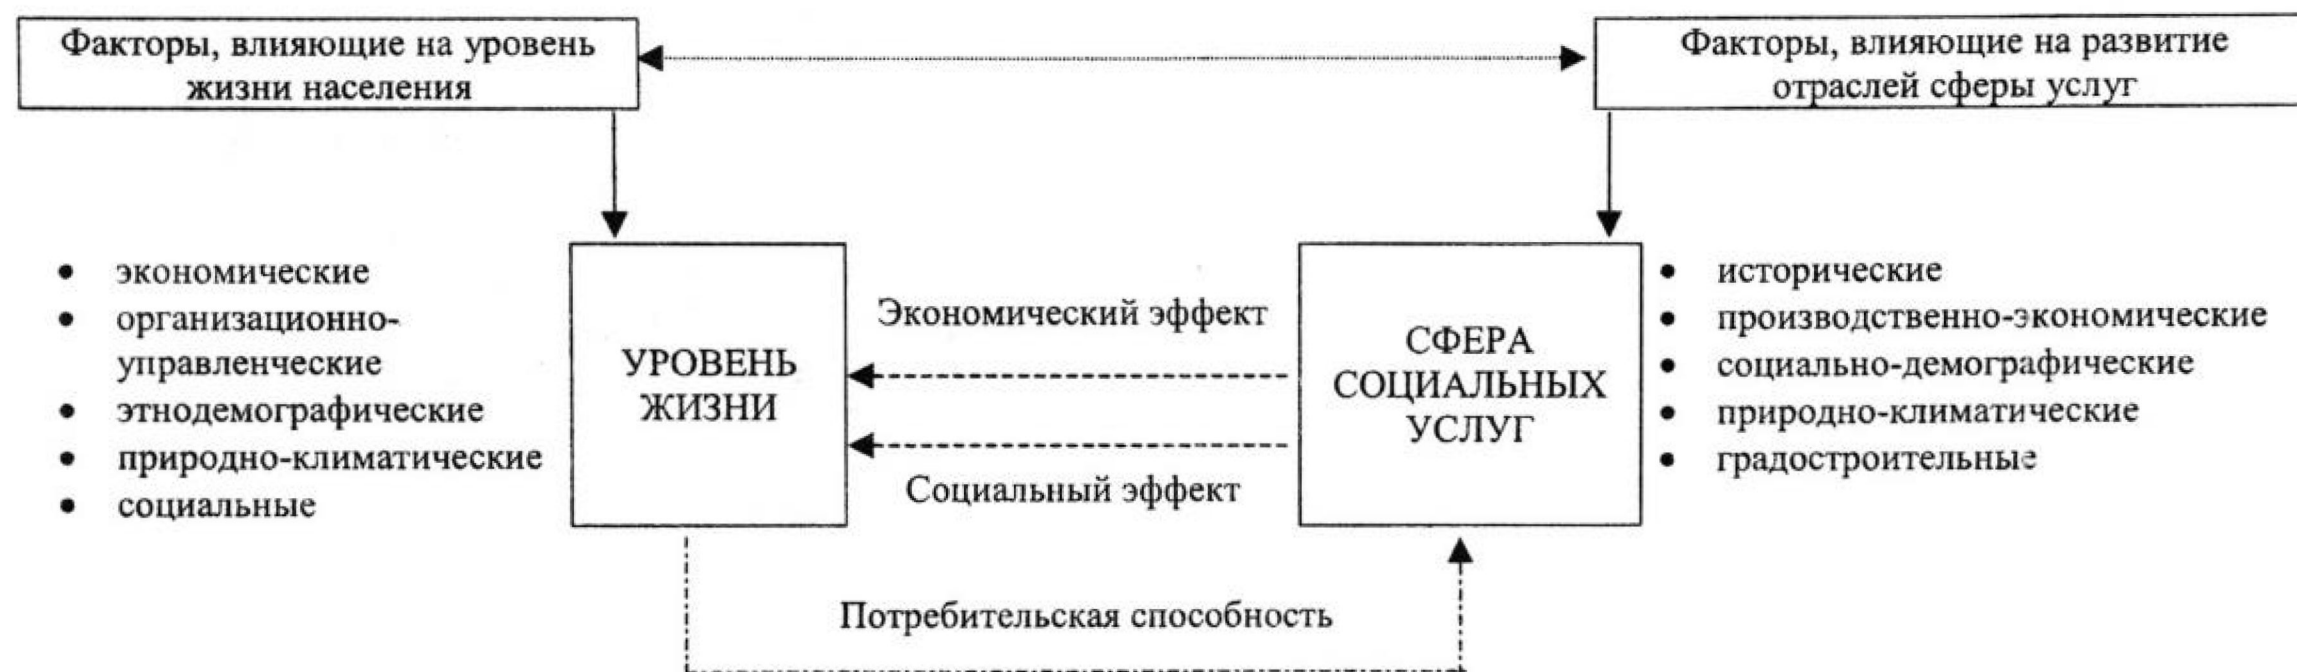 Факторы, влияющие на уровень
жизни населения
Факторы, влияющие на развитие
отраслей сферы услуг
• экономические
• организационно-
управленческие
• этнодемографические
• природно-климатические
• социальные
УРОВЕНЬ
ЖИЗНИ
Экономический эффект
Социальный эффект
СФЕРА
СОЦИАЛЬНЫХ
УСЛУГ
• исторические
• производственно-экономические
• социально-демографические
• природно-климатические
• градостроительные
Потребительская способность